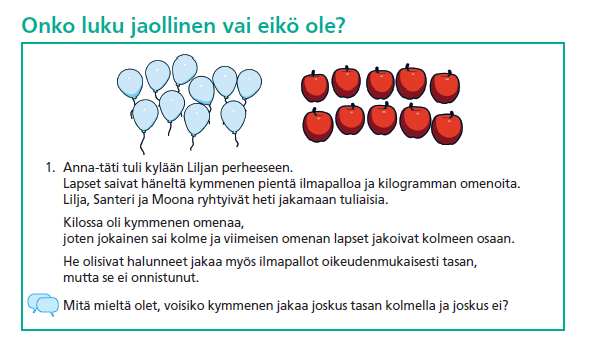 Onko luku jaollinen vai eikö ole?
1. Anna-täti tuli kylään Liljan perheeseen.
Lapset saivat häneltä kymmenen pientä ilmapalloa ja kilogramman omenoita.
Lilja, Santeri ja Moona ryhtyivät heti jakamaan tuliaisia.
Kilossa oli kymmenen omenaa,
joten jokainen sai kolme ja viimeisen omenan lapset jakoivat kolmeen osaan.
He olisivat halunneet jakaa myös ilmapallot oikeudenmukaisesti tasan,
mutta se ei onnistunut.
Mitä mieltä olet, voisiko kymmenen jakaa joskus tasan kolmella ja joskus ei?